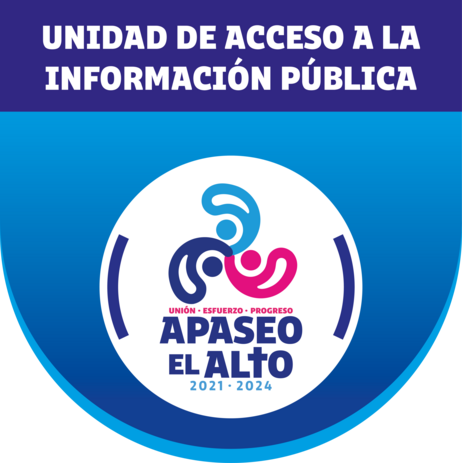 UNIDAD DE ACCESO A LA
INFORMACIÓN PÚBLICA
UNIÓN · ESFUERZO · PROGRESO
APASEO
EL ALTO
2021 · 2024